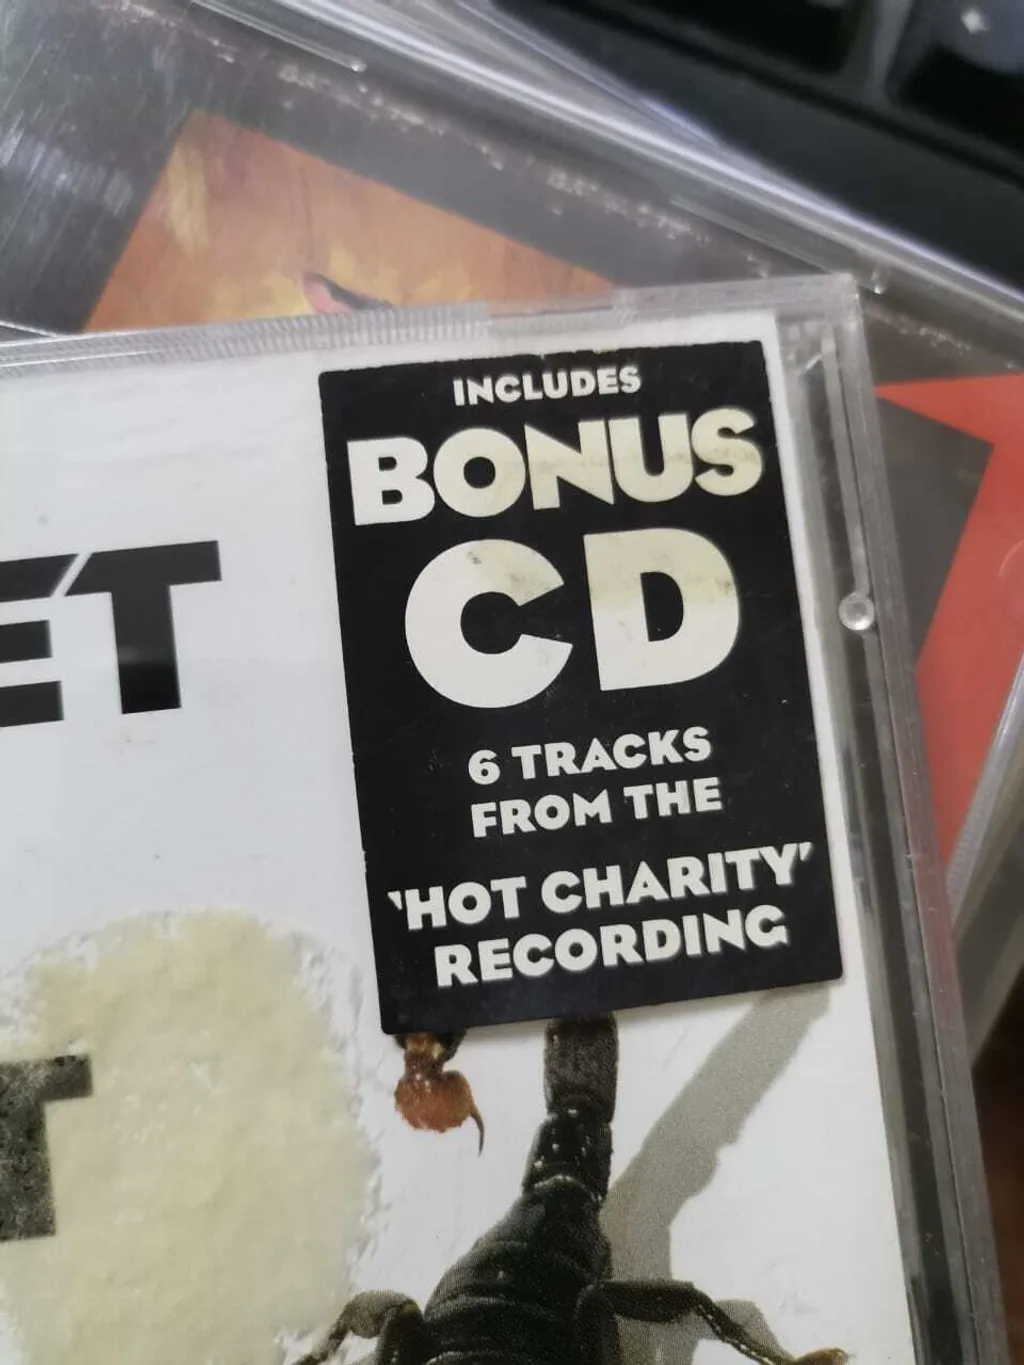 INCLUDES
BONUS
CD
6 TRACKS
FROM THE
'HOT CHARITY'
RECORDING
ET
T